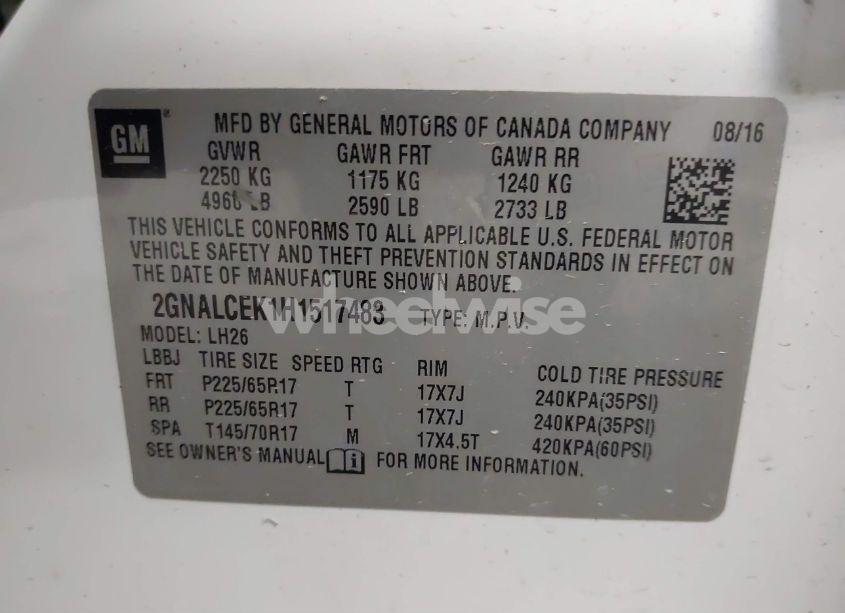 GM
MFD BY GENERAL MOTORS OF CANADA COMPANY 08/16
GVWR GAWR FRT GAWR RR
2250 KG 1175 KG 1240 KG
4960 LB 2590 LB 2733 LB
THIS VEHICLE CONFORMS TO ALL APPLICABLE U.S. FEDERAL MOTOR
VEHICLE SAFETY AND THEFT PREVENTION STANDARDS IN EFFECT ON
THE DATE OF MANUFACTURE SHOWN ABOVE.
2GNALCEK1H1517483 TYPE: M.P.V.
wheelwise
MODEL: LH26
LBBJ TIRE SIZE SPEED RTG RIM COLD TIRE PRESSURE
FRT P225/65R17 T 17X7J 240KPA(35PSI)
RR P225/65R17 T 17X7J 240KPA(35PSI)
SPA T145/70R17 M 17X4.5T 420KPA(60PSI)
SEE OWNER'S MANUAL FOR MORE INFORMATION.